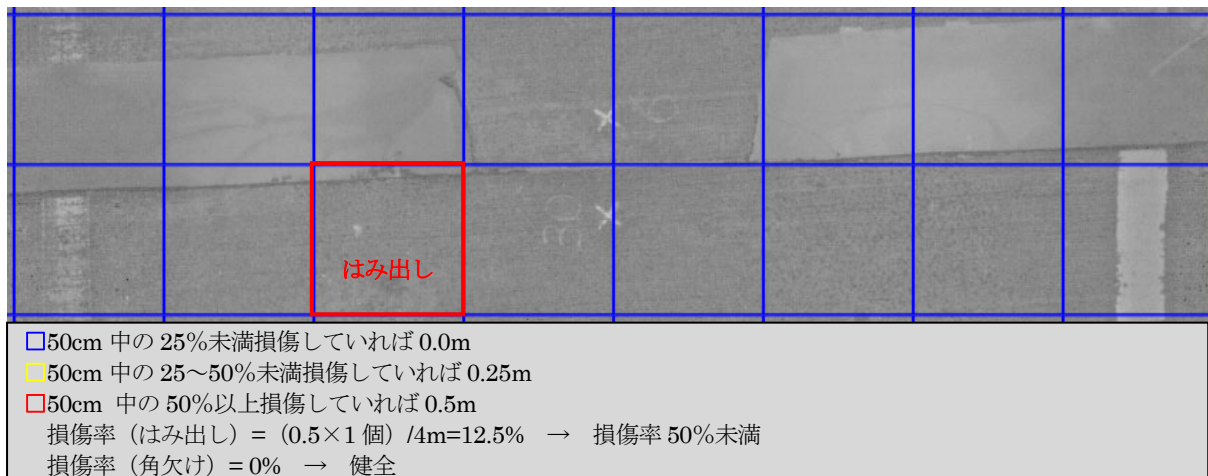 はみ出し
□50cm 中の 25%未満損傷していれば 0.0m
□50cm 中の 25～50%未満損傷していれば 0.25m
□50cm 中の 50%以上損傷していれば 0.5m
損傷率（はみ出し）=（0.5×1 個）/4m=12.5% → 損傷率 50%未満
損傷率（角欠け）= 0% → 健全